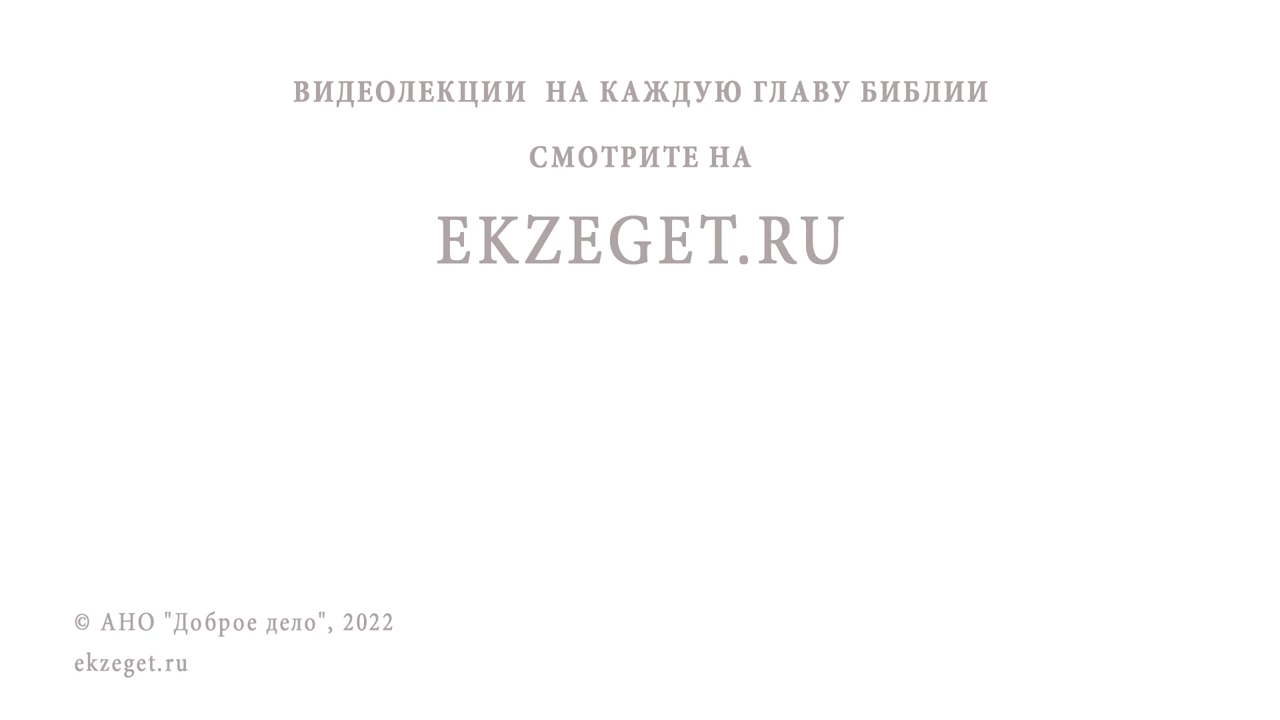 ВИДЕОЛЕКЦИИ  НА КАЖДУЮ ГЛАВУ БИБЛИИ
СМОТРИТЕ НА
EKZEGET.RU
© АНО "Доброе дело", 2022
ekzeget.ru